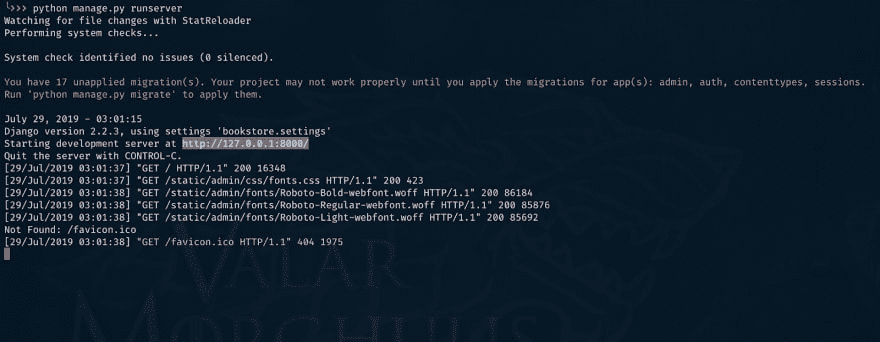 >>> python manage.py runserver
Watching for file changes with StatReloader
Performing system checks...
System check identified no issues (0 silenced).
You have 17 unapplied migration(s). Your project may not work properly until you apply the migrations for app(s): admin, auth, contenttypes, sessions.
Run 'python manage.py migrate' to apply them.
July 29, 2019 - 03:01:15
Django version 2.2.3, using settings 'bookstore.settings'
Starting development server at http://127.0.0.1:8000/
Quit the server with CONTROL-C.
[29/Jul/2019 03:01:37] "GET / HTTP/1.1" 200 16348
[29/Jul/2019 03:01:37] "GET /static/admin/css/fonts.css HTTP/1.1" 200 423
[29/Jul/2019 03:01:38] "GET /static/admin/fonts/Roboto-Bold-webfont.woff HTTP/1.1" 200 86184
[29/Jul/2019 03:01:38] "GET /static/admin/fonts/Roboto-Regular-webfont.woff HTTP/1.1" 200 85876
[29/Jul/2019 03:01:38] "GET /static/admin/fonts/Roboto-Light-webfont.woff HTTP/1.1" 200 85692
Not Found: /favicon.ico
[29/Jul/2019 03:01:38] "GET /favicon.ico HTTP/1.1" 404 1975
VALAR
MORGHULIS